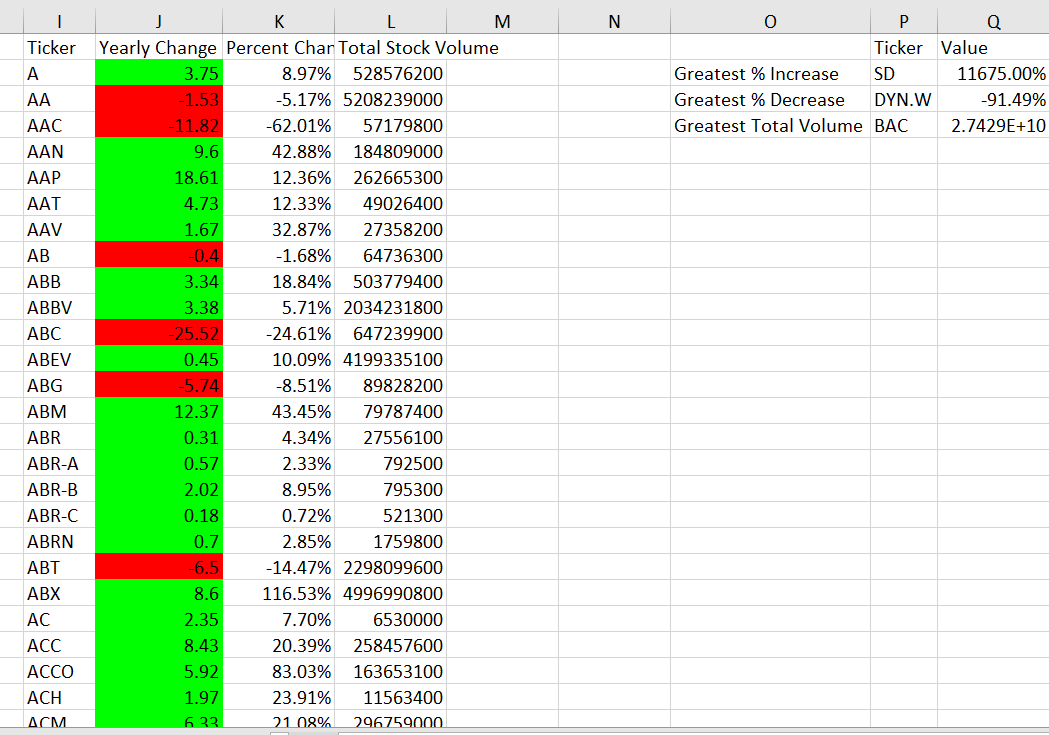 I J K L M N O P Q
Ticker Yearly Change Percent Chan Total Stock Volume Ticker Value
A 3.75 8.97% 528576200 Greatest % Increase SD 11675.00%
AA -1.53 -5.17% 5208239000 Greatest % Decrease DYN.W -91.49%
AAC -11.82 -62.01% 57179800 Greatest Total Volume BAC 2.7429E+10
AAN 9.6 42.88% 184809000
AAP 18.61 12.36% 262665300
AAT 4.73 12.33% 49026400
AAV 1.67 32.87% 27358200
AB -0.4 -1.68% 64736300
ABB 3.34 18.84% 503779400
ABBV 3.38 5.71% 2034231800
ABC -25.52 -24.61% 647239900
ABEV 0.45 10.09% 4199335100
ABG -5.74 -8.51% 89828200
ABM 12.37 43.45% 79787400
ABR 0.31 4.34% 27556100
ABR-A 0.57 2.33% 792500
ABR-B 2.02 8.95% 795300
ABR-C 0.18 0.72% 521300
ABRN 0.7 2.85% 1759800
ABT -6.5 -14.47% 2298099600
ABX 8.6 116.53% 4996990800
AC 2.35 7.70% 6530000
ACC 8.43 20.39% 258457600
ACCO 5.92 83.03% 163653100
ACH 1.97 23.91% 11563400
ACM 6.33 21.08% 296759000